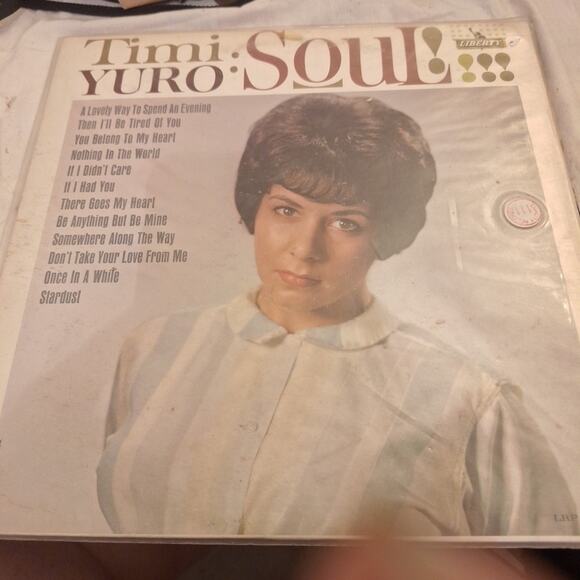 Timi YURO: SOUL!!!!
LIBERTY
A Lovely Way To Spend An Evening
Then I'll Be Tired Of You
You Belong To My Heart
Nothing In The World
If I Didn't Care
If I Had You
There Goes My Heart
Be Anything But Be Mine
Somewhere Along The Way
Don't Take Your Love From Me
Once In A While
Stardust
LRP